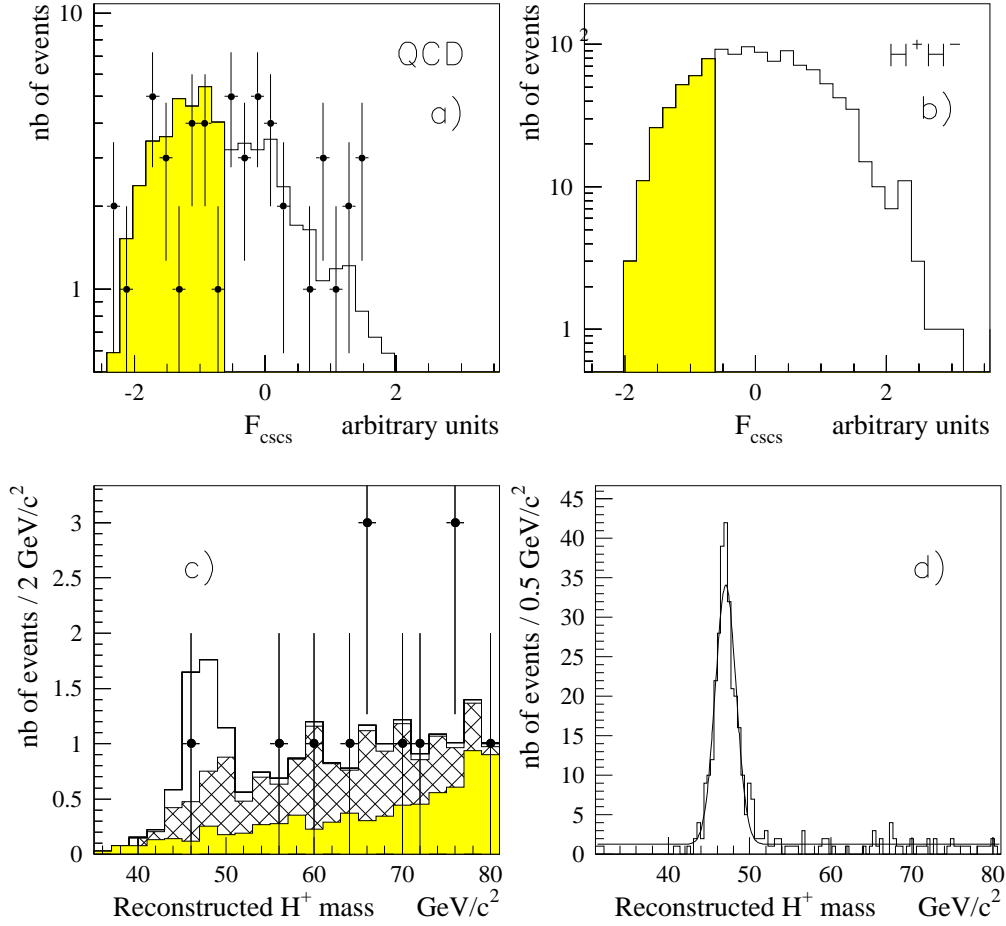 nb of events
10
1
QCD
a)
-2
0
2
F_cscs
arbitrary units
nb of events
10^2
10
1
H^+H^-
b)
-2
0
2
F_cscs
arbitrary units
nb of events / 2 GeV/c^2
3
2.5
2
1.5
1
0.5
0
c)
40
50
60
70
80
Reconstructed H^+ mass
GeV/c^2
nb of events / 0.5 GeV/c^2
45
40
35
30
25
20
15
10
5
0
d)
40
50
60
70
80
Reconstructed H^+ mass
GeV/c^2